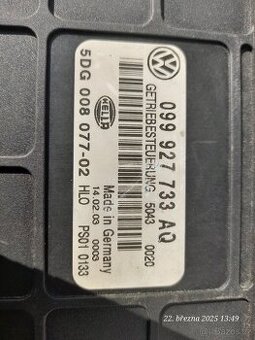 099 927 733 AQ
GETRIEBESTEUERUNG 5043 0020
HELLA
Made in Germany
14.02.03 0003
5DG 008 077-02 HLO PS01 0133
22. března 2025 13:49